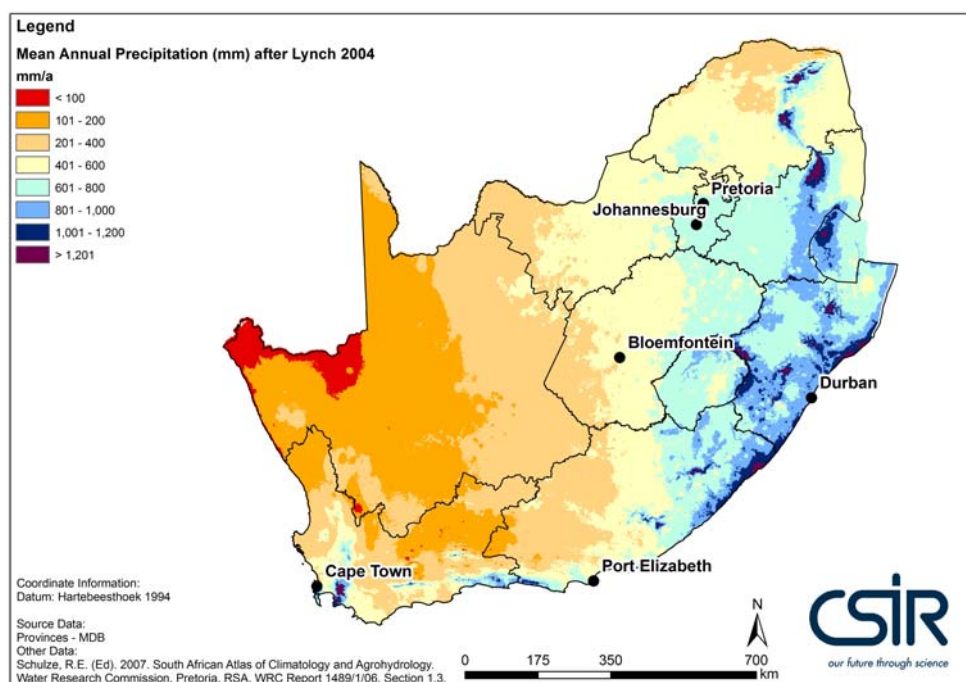 Legend
Mean Annual Precipitation (mm) after Lynch 2004
mm/a
< 100
101 - 200
201 - 400
401 - 600
601 - 800
801 - 1,000
1,001 - 1,200
> 1,201
Pretoria
Johannesburg
Bloemfontein
Durban
Cape Town
Port Elizabeth
Coordinate Information:
Datum: Hartebeesthoek 1994
Source Data:
Provinces - MDB
Other Data:
Schulze, R.E. (Ed). 2007. South African Atlas of Climatology and Agrohydrology.
Water Research Commission, Pretoria, RSA, WRC Report 1489/1/06, Section 1.3.
N
0 175 350 700
km
CSIR
our future through science